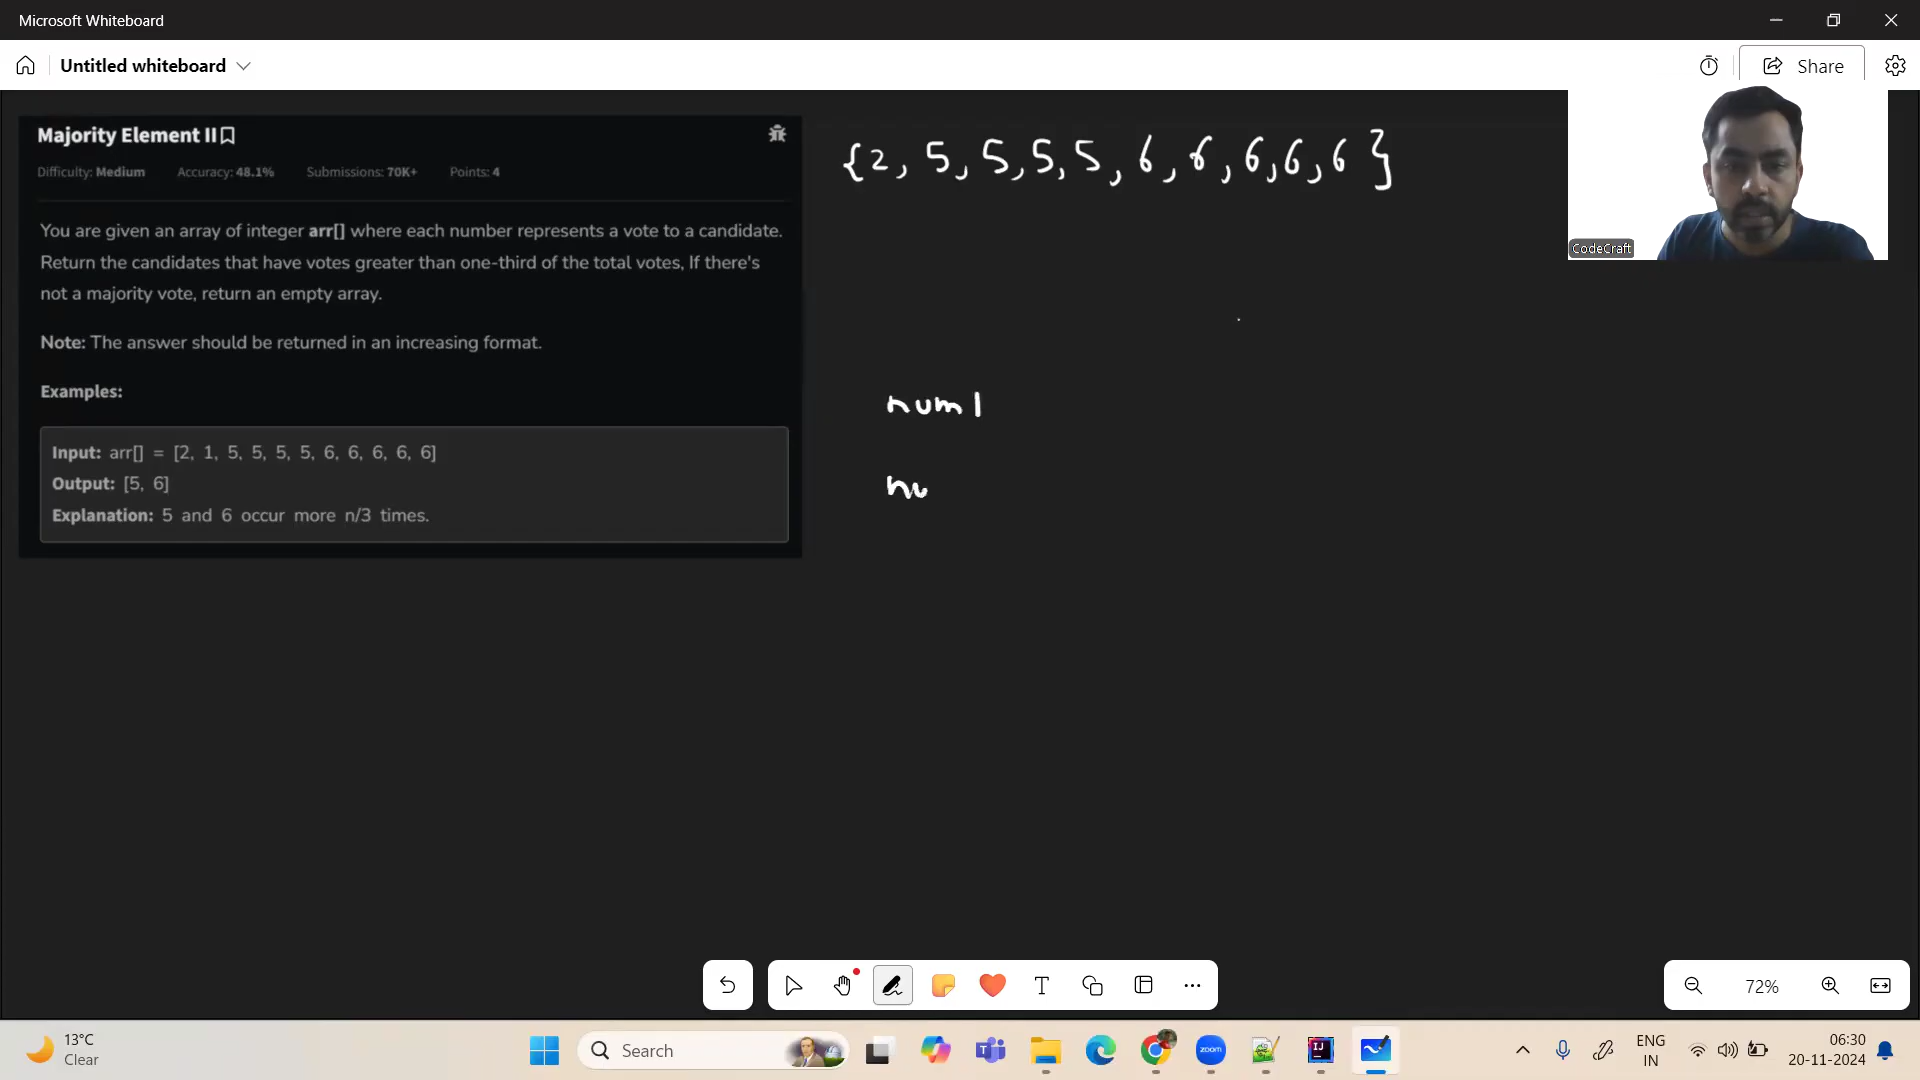 Microsoft Whiteboard
Untitled whiteboard
Share
Majority Element II
Difficulty: Medium Accuracy: 48.1% Submissions: 70K+ Points: 4
You are given an array of integer arr[] where each number represents a vote to a candidate.
Return the candidates that have votes greater than one-third of the total votes, If there's
not a majority vote, return an empty array.
Note: The answer should be returned in an increasing format.
Examples:
Input: arr[] = [2, 1, 5, 5, 5, 5, 6, 6, 6, 6, 6]
Output: [5, 6]
Explanation: 5 and 6 occur more n/3 times.
{2, 5, 5, 5, 5, 6, 6, 6, 6, 6 }
num1
nu
CodeCraft
T
72%
13°C
Clear
Search
zoom
IJ
ENG
IN
06:30
20-11-2024